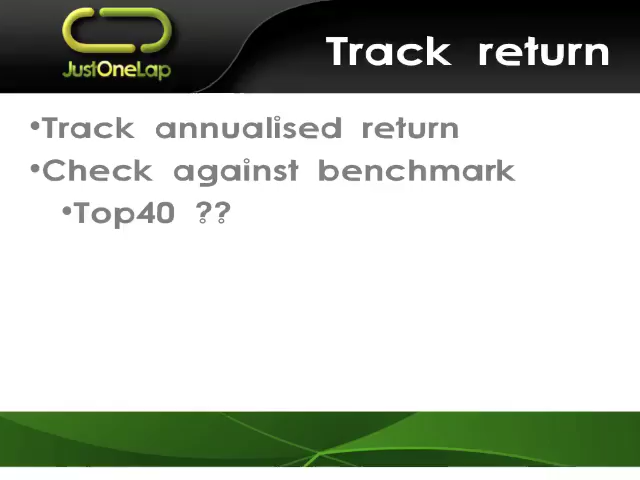 JustOneLap
Track return
•Track annualised return
•Check against benchmark
•Top40 ??